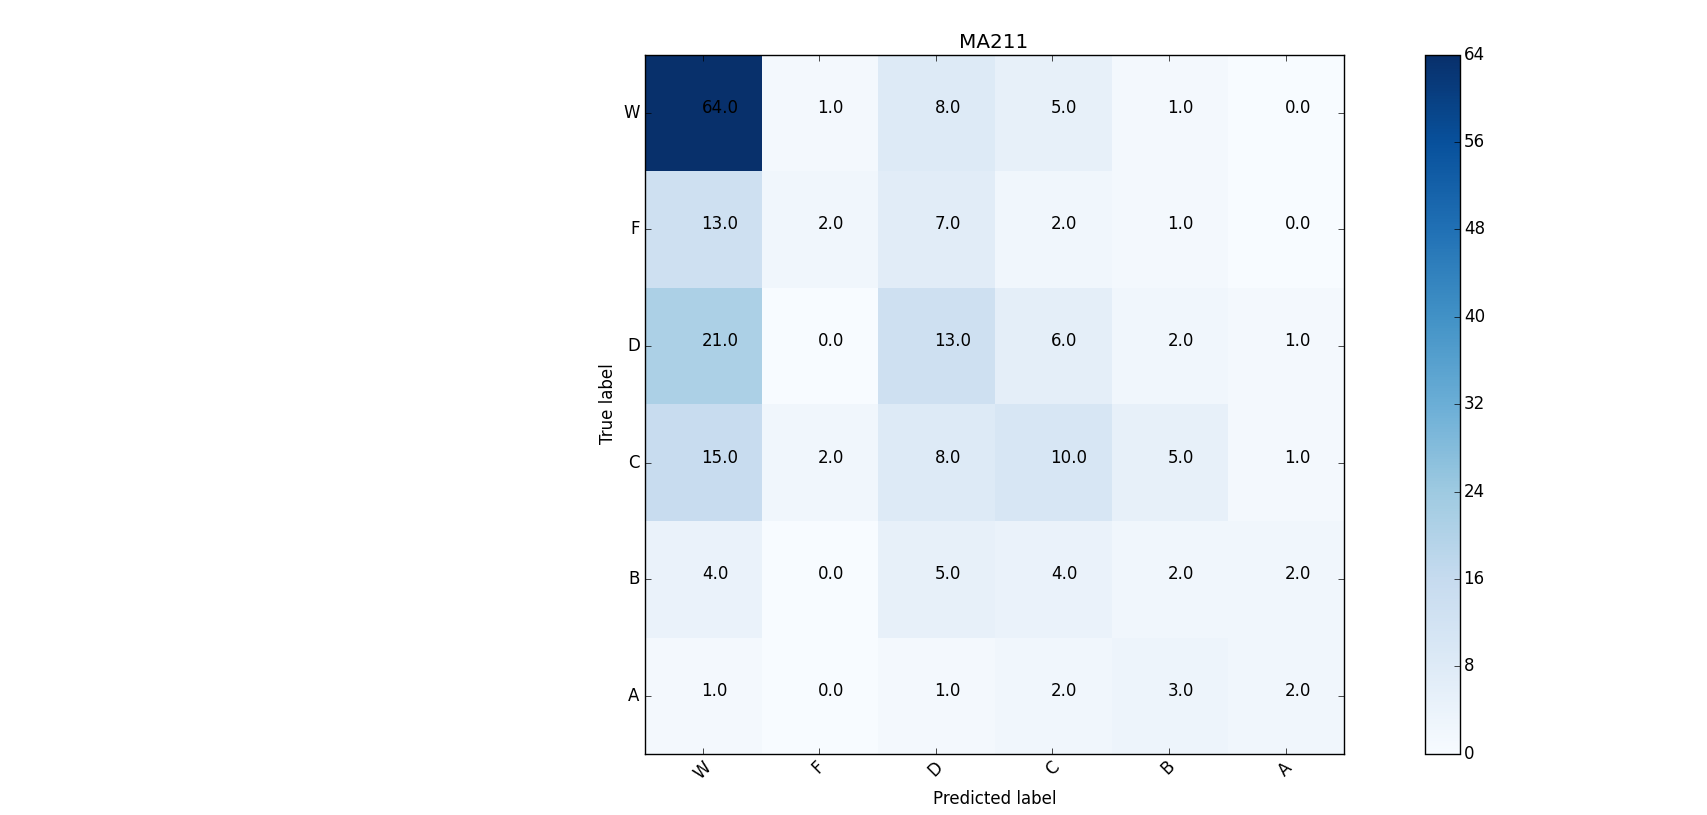 MA211
W 64.0 1.0 8.0 5.0 1.0 0.0
F 13.0 2.0 7.0 2.0 1.0 0.0
D 21.0 0.0 13.0 6.0 2.0 1.0
C 15.0 2.0 8.0 10.0 5.0 1.0
B 4.0 0.0 5.0 4.0 2.0 2.0
A 1.0 0.0 1.0 2.0 3.0 2.0
W F D C B A
True label
Predicted label
64
56
48
40
32
24
16
8
0